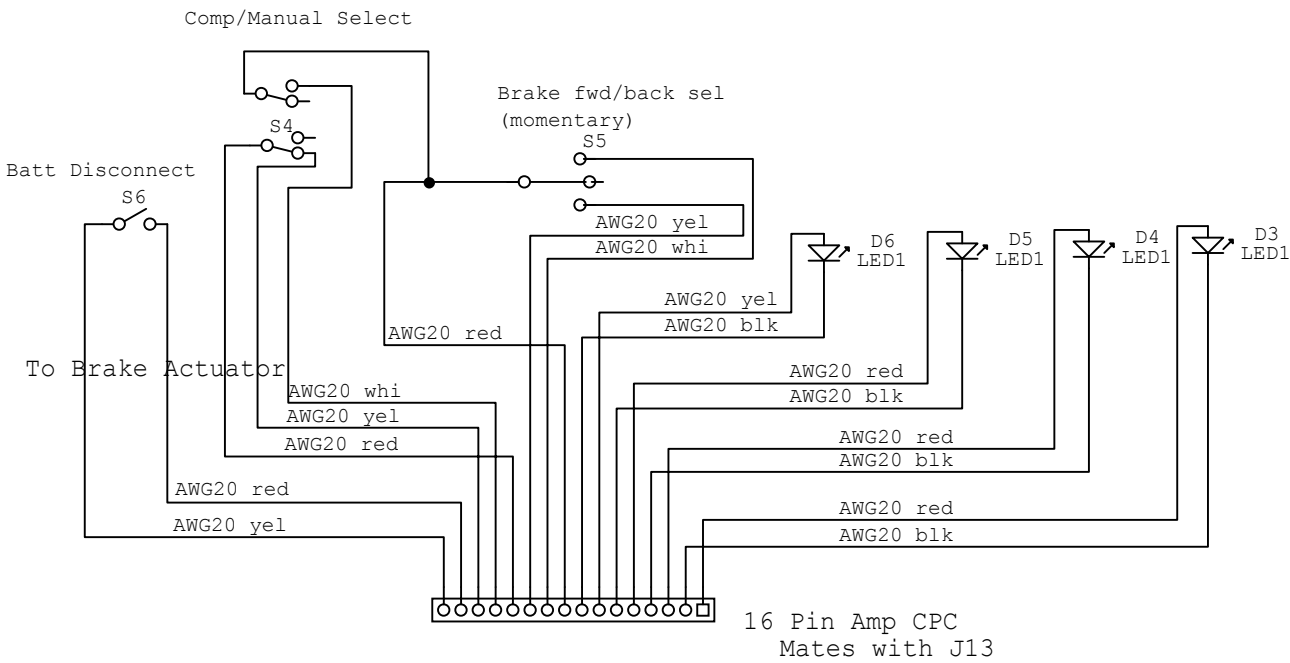 Comp/Manual Select
Brake fwd/back sel
(momentary)
S4
S5
Batt Disconnect
S6
AWG20 yel
AWG20 whi
D6
LED1
D5
LED1
D4
LED1
D3
LED1
AWG20 yel
AWG20 blk
AWG20 red
To Brake Actuator
AWG20 red
AWG20 blk
AWG20 whi
AWG20 yel
AWG20 red
AWG20 red
AWG20 blk
AWG20 red
AWG20 yel
AWG20 red
AWG20 blk
16 Pin Amp CPC
Mates with J13